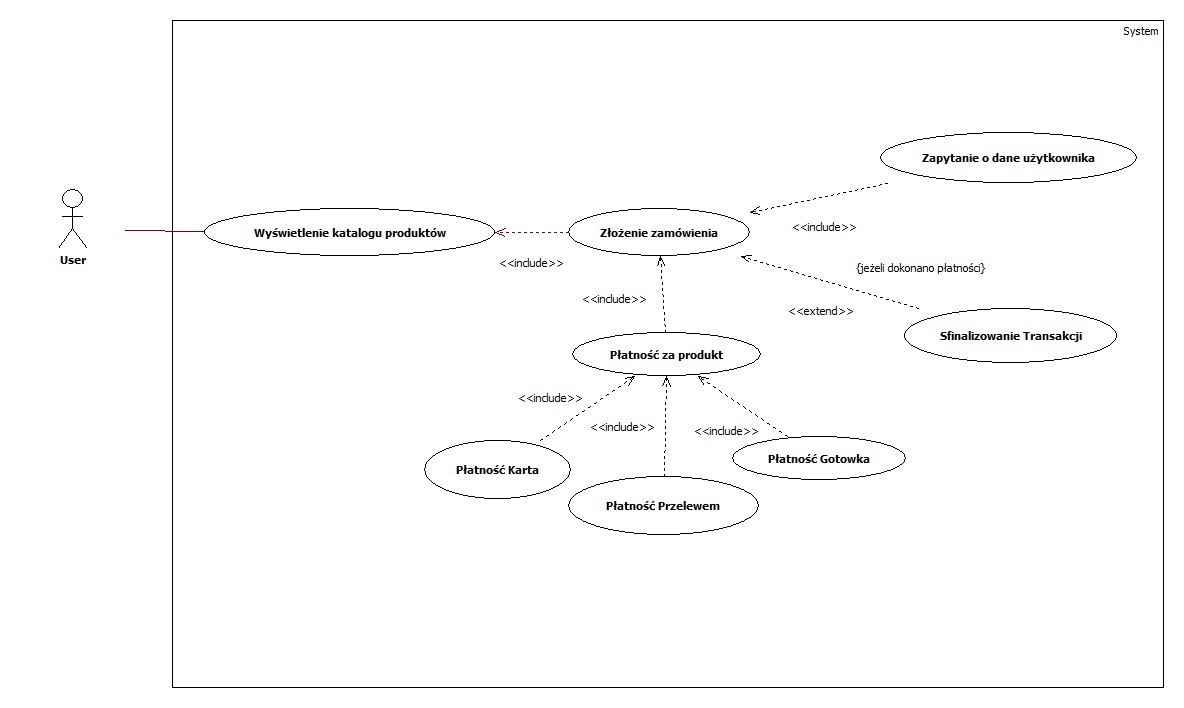 System
Zapytanie o dane użytkownika
<<include>>
User
Wyświetlenie katalogu produktów
<<include>>
Złożenie zamówienia
{jeżeli dokonano płatności}
<<extend>>
Sfinalizowanie Transakcji
<<include>>
Płatność za produkt
<<include>>
<<include>>
<<include>>
Płatność Karta
Płatność Przelewem
Płatność Gotowka